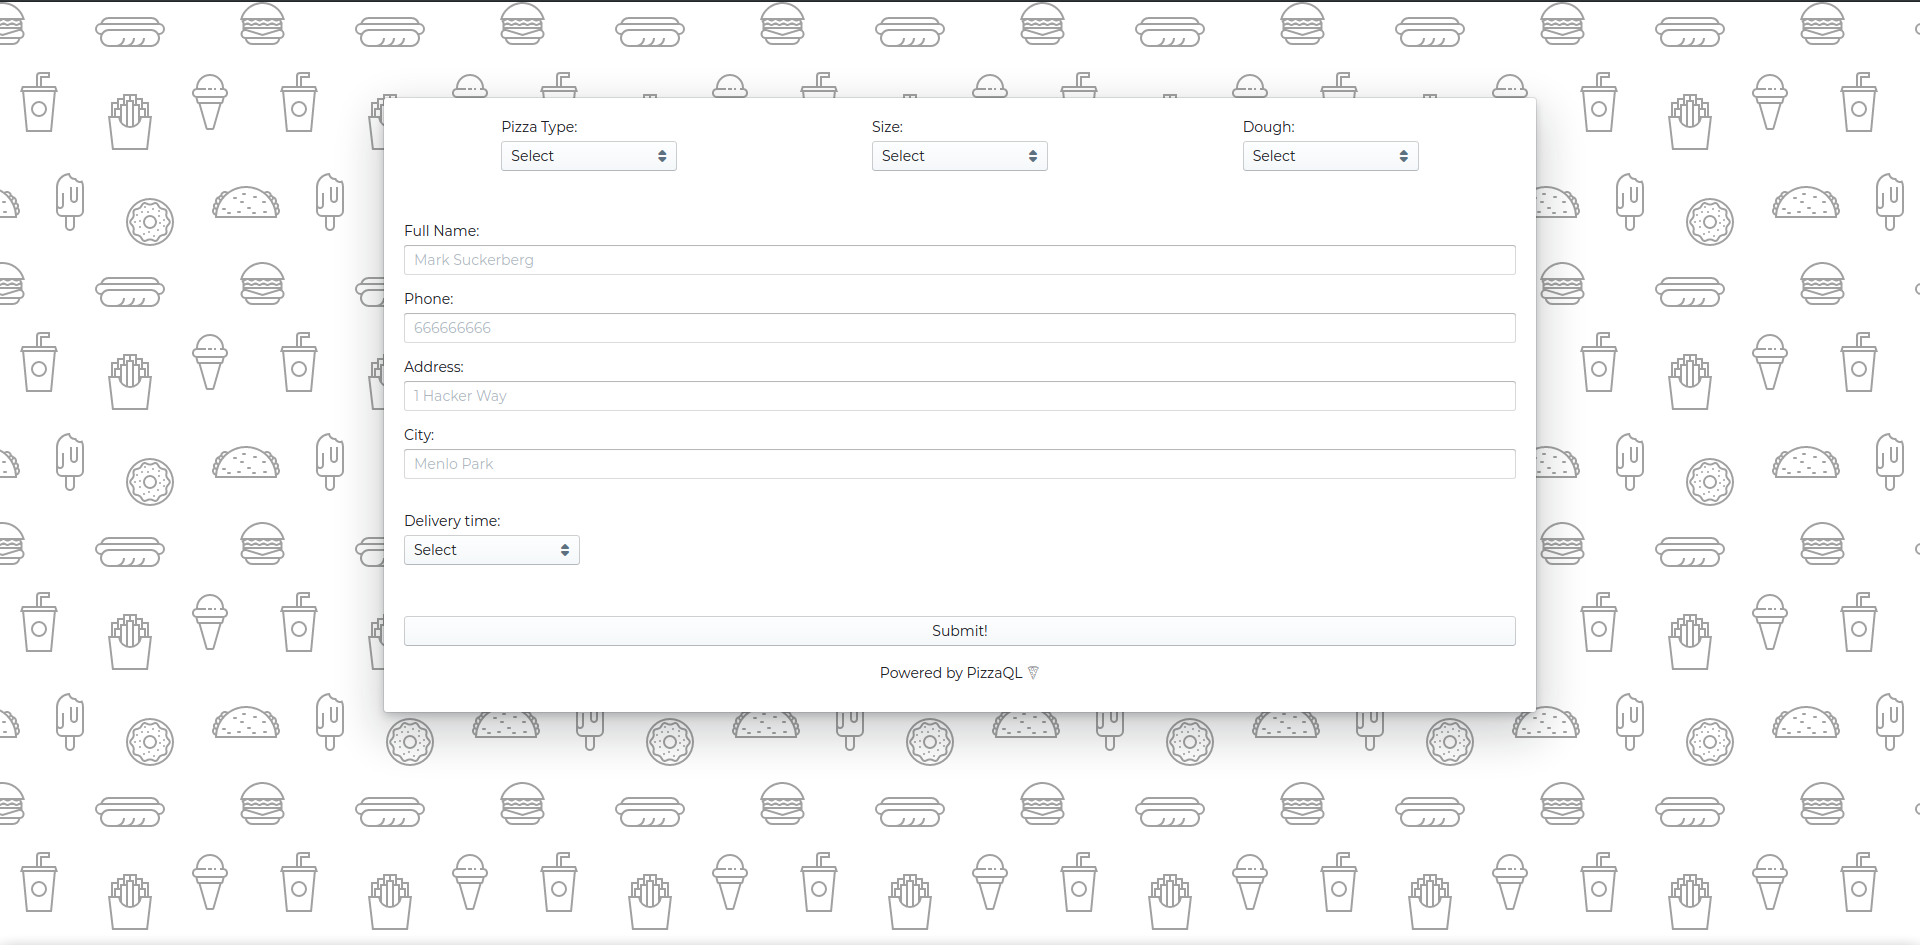 Pizza Type: Size: Dough:
Select Select Select
Full Name:
Mark Suckerberg
Phone:
666666666
Address:
1 Hacker Way
City:
Menlo Park
Delivery time:
Select
Submit!
Powered by PizzaQL